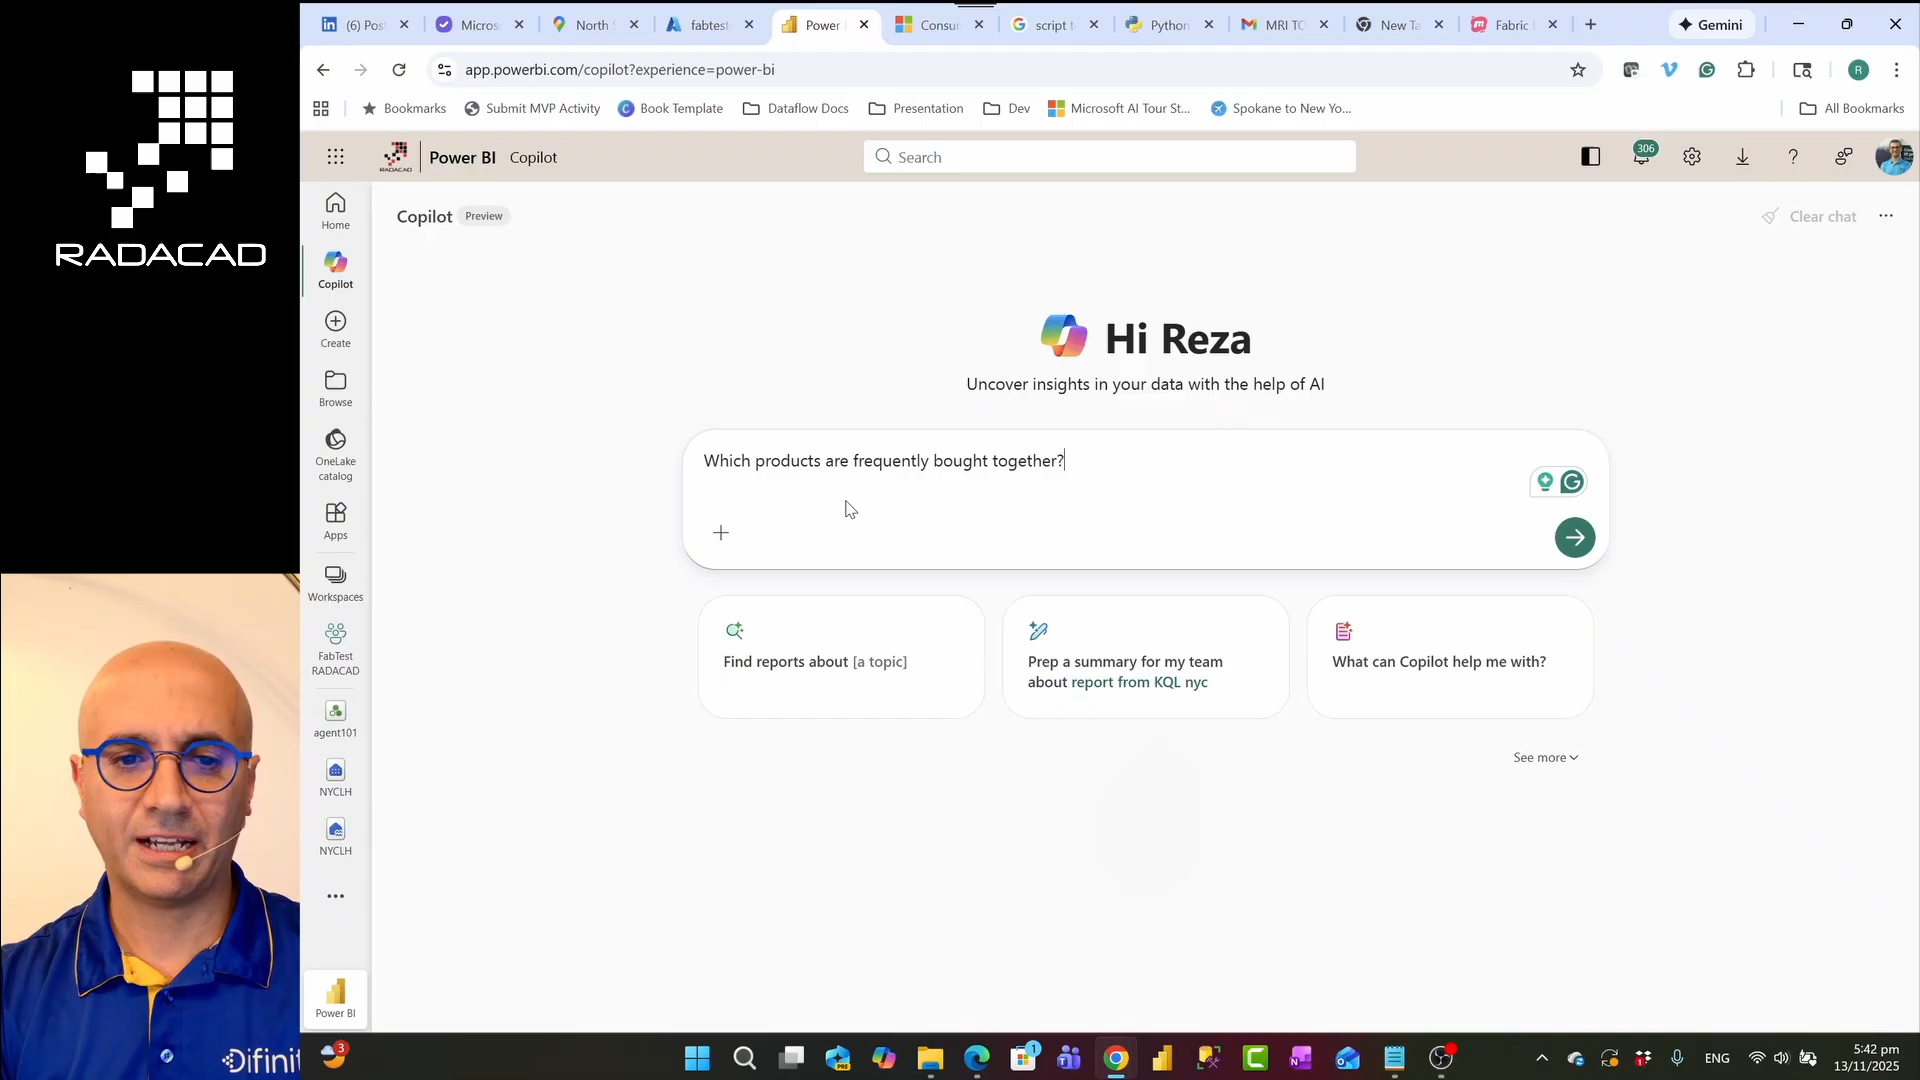 RADACAD
(6) Pos
Micros
North S
fabtest
Power
Consum
script t
Python
MRI TC
New Ta
Fabric
Gemini
app.powerbi.com/copilot?experience=power-bi
R
Bookmarks
Submit MVP Activity
Book Template
Dataflow Docs
Presentation
Dev
Microsoft AI Tour St...
Spokane to New Yo...
All Bookmarks
RADACAD
Power BI
Copilot
Search
306
Home
Copilot
Create
Browse
OneLake
catalog
Apps
Workspaces
FabTest
RADACAD
agent101
NYCLH
NYCLH
Power BI
Copilot
Preview
Clear chat
Hi Reza
Uncover insights in your data with the help of AI
Which products are frequently bought together?
Find reports about [a topic]
Prep a summary for my team
about report from KQL nyc
What can Copilot help me with?
See more
Difinit
3
PRE
1
ENG
5:42 pm
13/11/2025